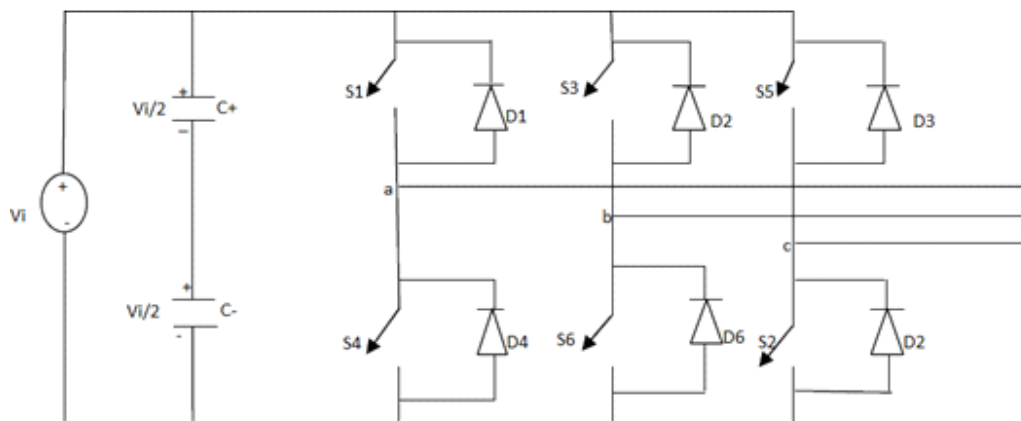 S1
D1
S3
D2
S5
D3
+
Vi/2
C+
–
Vi
+
-
a
b
c
+
Vi/2
C-
-
S4
D4
S6
D6
S2
D2